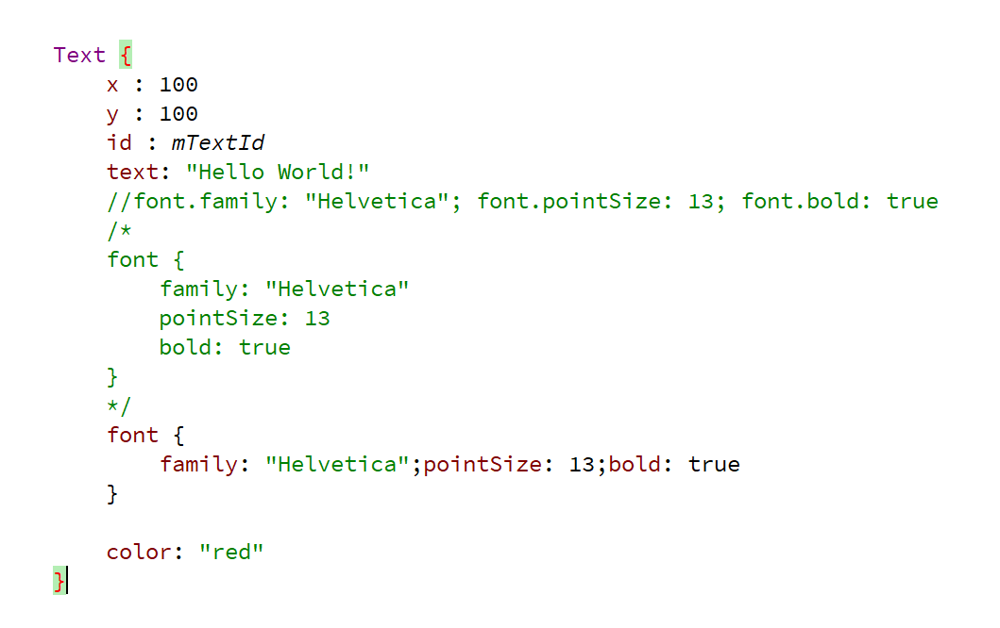 Text {
    x : 100
    y : 100
    id : mTextId
    text: "Hello World!"
    //font.family: "Helvetica"; font.pointSize: 13; font.bold: true
    /*
    font {
        family: "Helvetica"
        pointSize: 13
        bold: true
    }
    */
    font {
        family: "Helvetica";pointSize: 13;bold: true
    }

    color: "red"
}